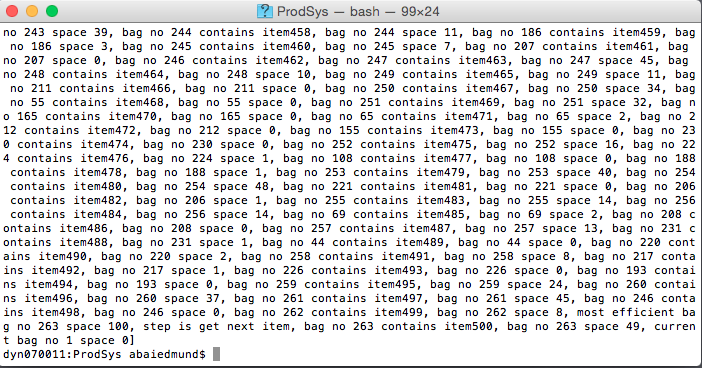 ProdSys — bash — 99×24
no 243 space 39, bag no 244 contains item458, bag no 244 space 11, bag no 186 contains item459, bag
 no 186 space 3, bag no 245 contains item460, bag no 245 space 7, bag no 207 contains item461, bag
no 207 space 0, bag no 246 contains item462, bag no 247 contains item463, bag no 247 space 45, bag
no 248 contains item464, bag no 248 space 10, bag no 249 contains item465, bag no 249 space 11, bag
 no 211 contains item466, bag no 211 space 0, bag no 250 contains item467, bag no 250 space 34, bag
 no 55 contains item468, bag no 55 space 0, bag no 251 contains item469, bag no 251 space 32, bag n
o 165 contains item470, bag no 165 space 0, bag no 65 contains item471, bag no 65 space 2, bag no 2
12 contains item472, bag no 212 space 0, bag no 155 contains item473, bag no 155 space 0, bag no 23
0 contains item474, bag no 230 space 0, bag no 252 contains item475, bag no 252 space 16, bag no 22
4 contains item476, bag no 224 space 1, bag no 108 contains item477, bag no 108 space 0, bag no 188
 contains item478, bag no 188 space 1, bag no 253 contains item479, bag no 253 space 40, bag no 254
 contains item480, bag no 254 space 48, bag no 221 contains item481, bag no 221 space 0, bag no 206
 contains item482, bag no 206 space 1, bag no 255 contains item483, bag no 255 space 14, bag no 256
 contains item484, bag no 256 space 14, bag no 69 contains item485, bag no 69 space 2, bag no 208 c
ontains item486, bag no 208 space 0, bag no 257 contains item487, bag no 257 space 13, bag no 231 c
ontains item488, bag no 231 space 1, bag no 44 contains item489, bag no 44 space 0, bag no 220 cont
ains item490, bag no 220 space 2, bag no 258 contains item491, bag no 258 space 8, bag no 217 conta
ins item492, bag no 217 space 1, bag no 226 contains item493, bag no 226 space 0, bag no 193 contai
ns item494, bag no 193 space 0, bag no 259 contains item495, bag no 259 space 24, bag no 260 contai
ns item496, bag no 260 space 37, bag no 261 contains item497, bag no 261 space 45, bag no 246 conta
ins item498, bag no 246 space 0, bag no 262 contains item499, bag no 262 space 8, most efficient ba
g no 263 space 100, step is get next item, bag no 263 contains item500, bag no 263 space 49, curren
t bag no 1 space 0]
dyn070011:ProdSys abaiedmund$